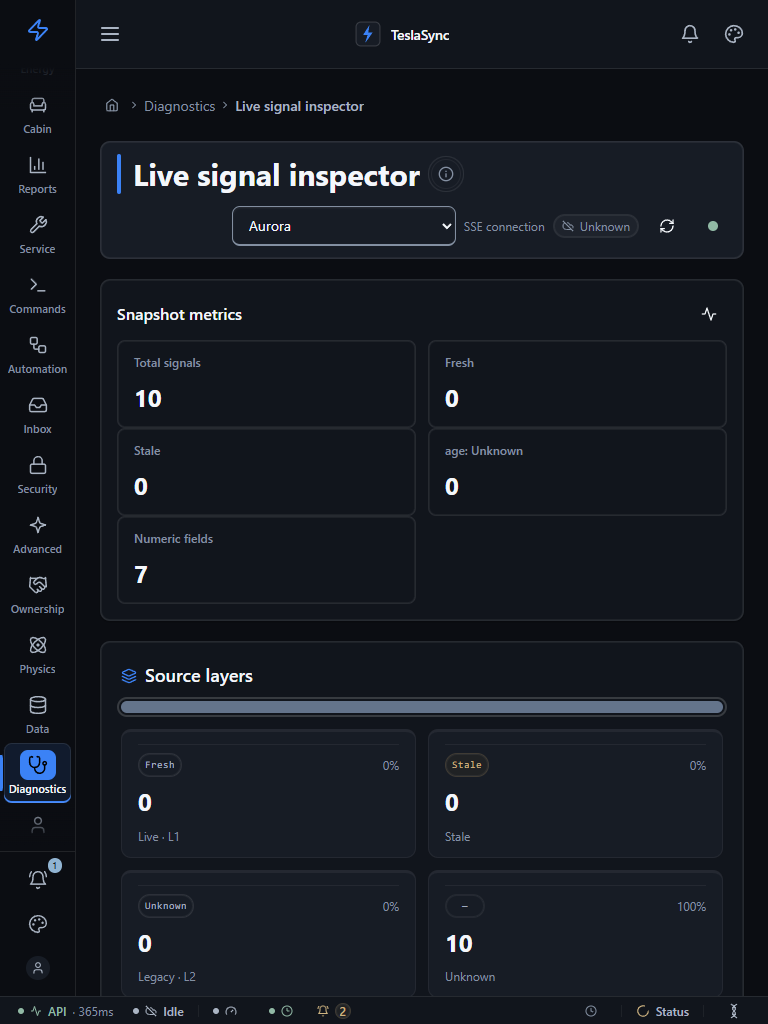 TeslaSync
Energy
Cabin
Reports
Service
Commands
Automation
Inbox
Security
Advanced
Ownership
Physics
Data
Diagnostics
1
Diagnostics
Live signal inspector
Live signal inspector
Aurora
SSE connection
Unknown
Snapshot metrics
Total signals
10
Fresh
0
Stale
0
age: Unknown
0
Numeric fields
7
Source layers
Fresh
0%
0
Live · L1
Stale
0%
0
Stale
Unknown
0%
0
Legacy · L2
—
100%
10
Unknown
API · 365ms
Idle
2
Status